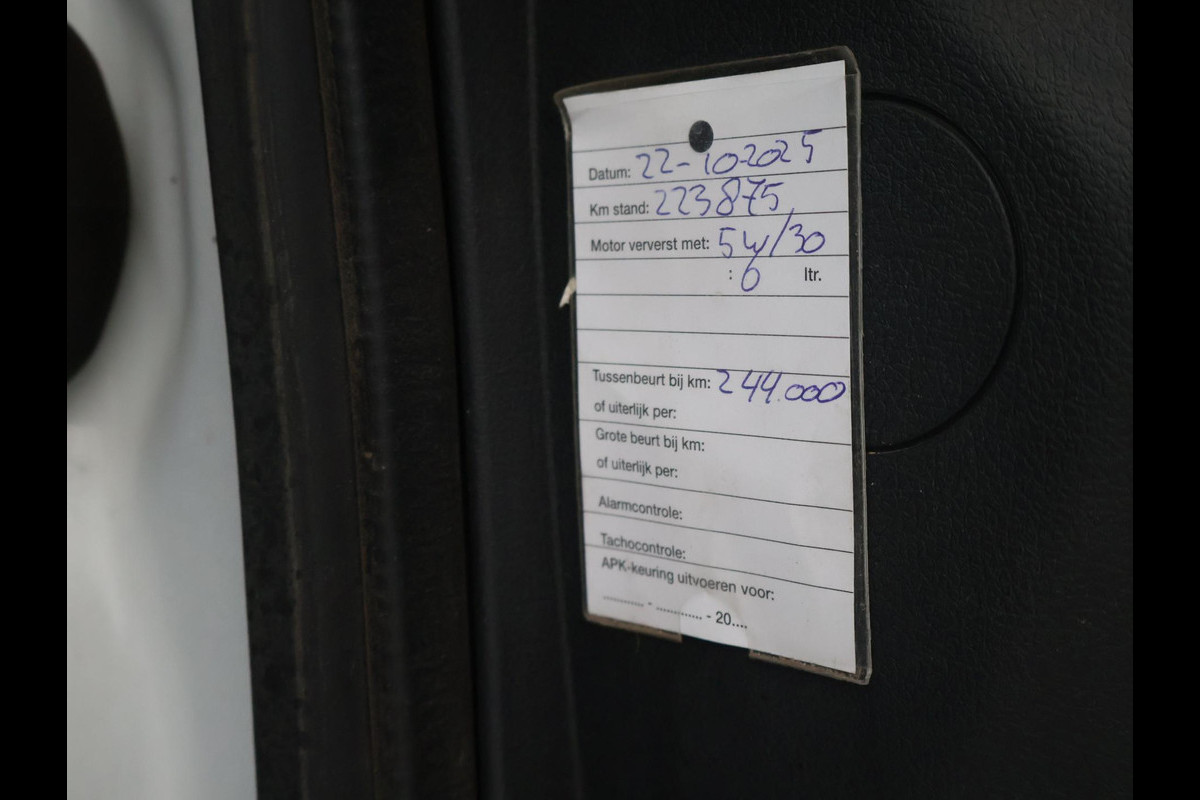 Datum: 22-10-2025
Km stand: 223875
Motor ververst met: 5w/30
: 6 ltr.
Tussenbeurt bij km: 244.000
of uiterlijk per:
Grote beurt bij km:
of uiterlijk per:
Alarmcontrole:
Tachocontrole:
APK-keuring uitvoeren voor:
........... - ............. - 20....